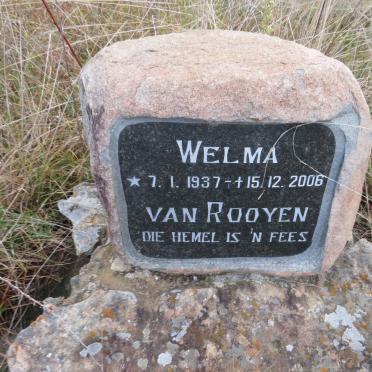 WELMA
★ 7. 1. 1937 - † 15. 12. 2006
VAN ROOYEN
DIE HEMEL IS 'N FEES